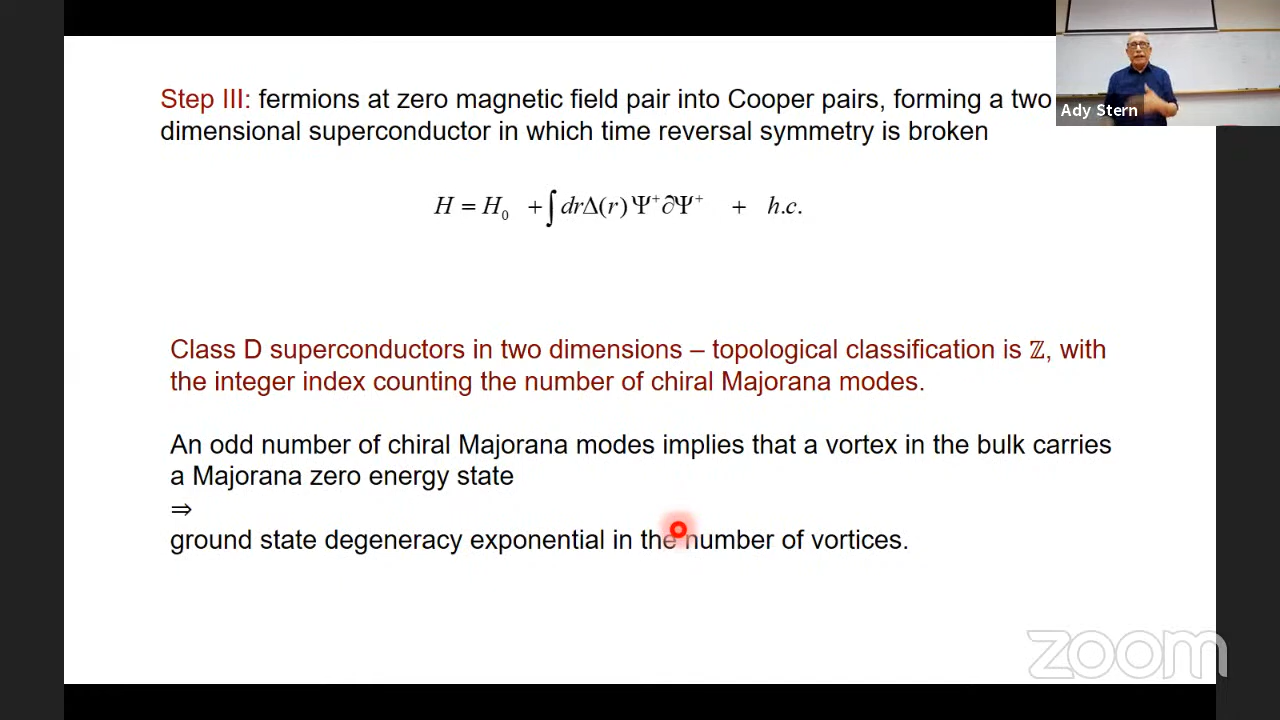 Step III: fermions at zero magnetic field pair into Cooper pairs, forming a two
dimensional superconductor in which time reversal symmetry is broken
Ady Stern
H = H₀ + ∫ drΔ(r)Ψ⁺∂Ψ⁺ + h.c.
Class D superconductors in two dimensions – topological classification is ℤ, with
the integer index counting the number of chiral Majorana modes.
An odd number of chiral Majorana modes implies that a vortex in the bulk carries
a Majorana zero energy state
⇒
ground state degeneracy exponential in the number of vortices.
zoom